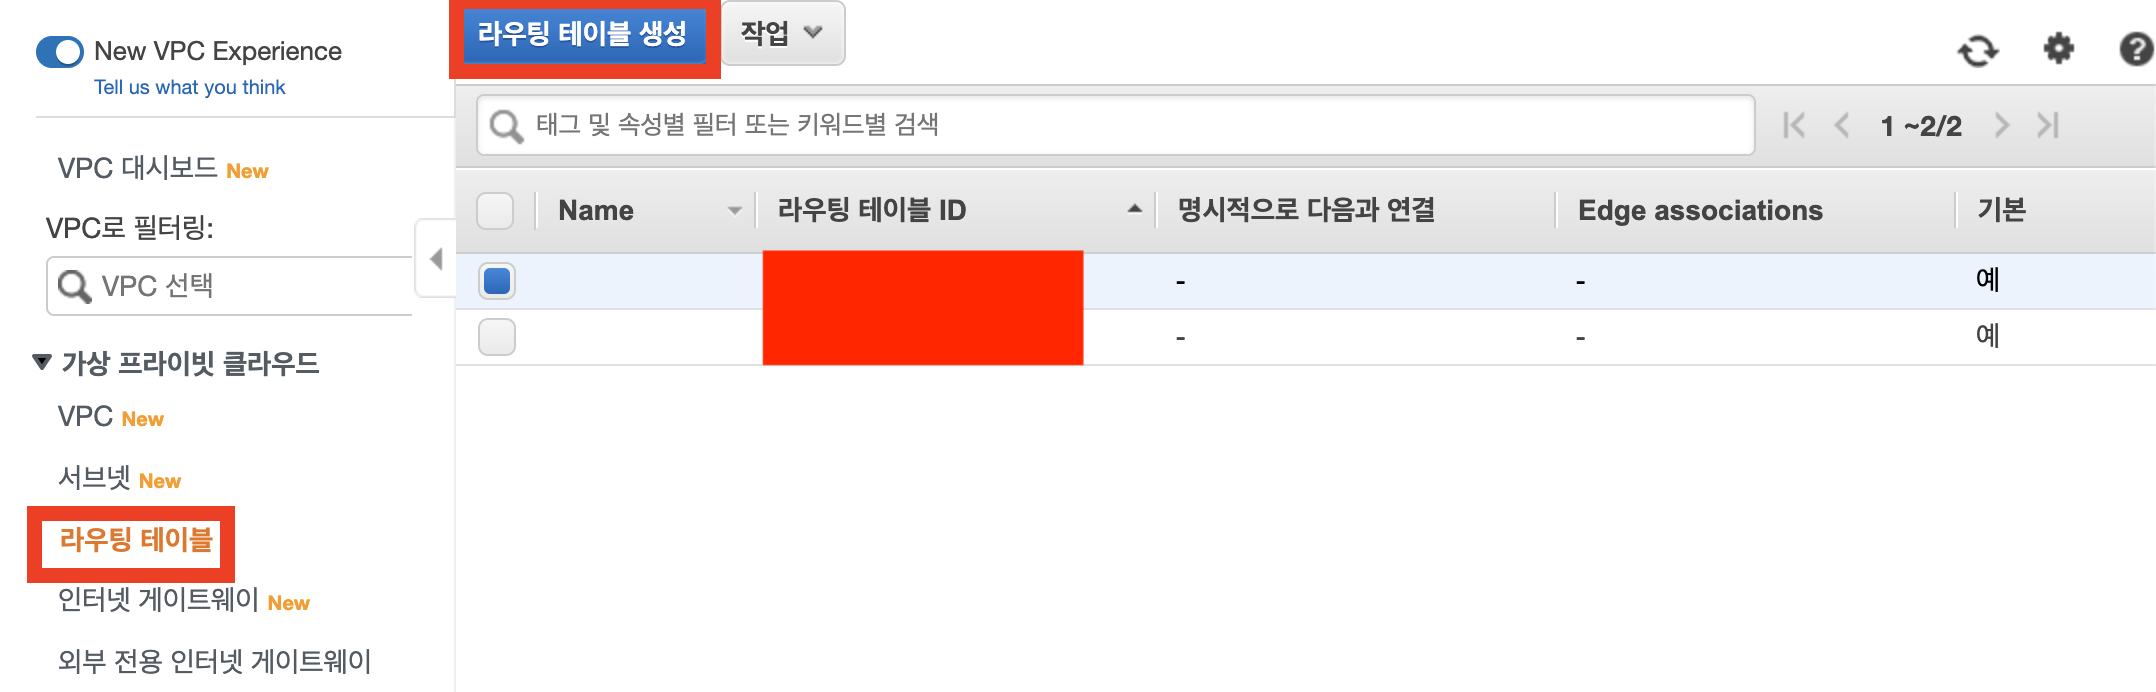 New VPC Experience
Tell us what you think
VPC 대시보드 New
VPC로 필터링:
VPC 선택
가상 프라이빗 클라우드
VPC New
서브넷 New
라우팅 테이블
인터넷 게이트웨이 New
외부 전용 인터넷 게이트웨이
라우팅 테이블 생성 작업
태그 및 속성별 필터 또는 키워드별 검색 1 ~2/2
Name 라우팅 테이블 ID 명시적으로 다음과 연결 Edge associations 기본
- - 예
- - 예